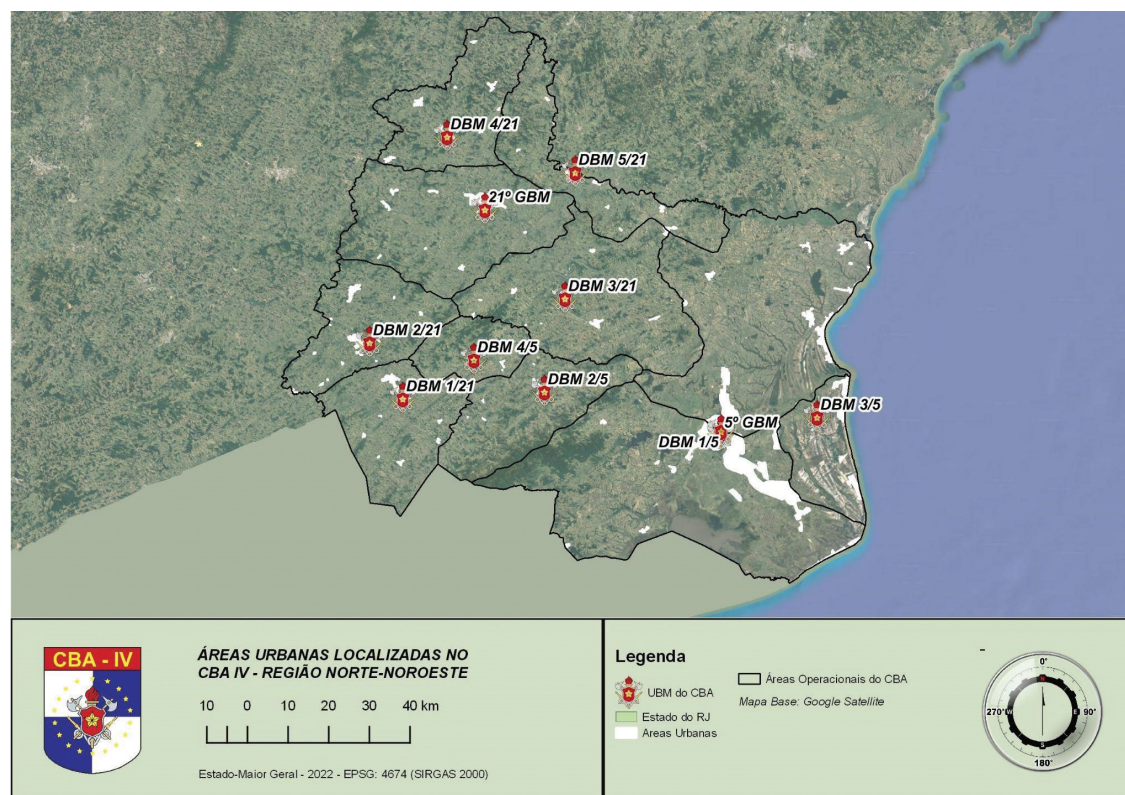 DBM 4/21
DBM 5/21
21º GBM
DBM 3/21
DBM 2/21
DBM 4/5
DBM 1/21
DBM 2/5
DBM 3/5
5º GBM
DBM 1/5
CBA - IV
ÁREAS URBANAS LOCALIZADAS NO
CBA IV - REGIÃO NORTE-NOROESTE
10 0 10 20 30 40 km
Estado-Maior Geral - 2022 - EPSG: 4674 (SIRGAS 2000)
Legenda
UBM do CBA
Estado do RJ
Areas Urbanas
Áreas Operacionais do CBA
Mapa Base: Google Satellite
0°
270°
90°
180°
N
W
E
S